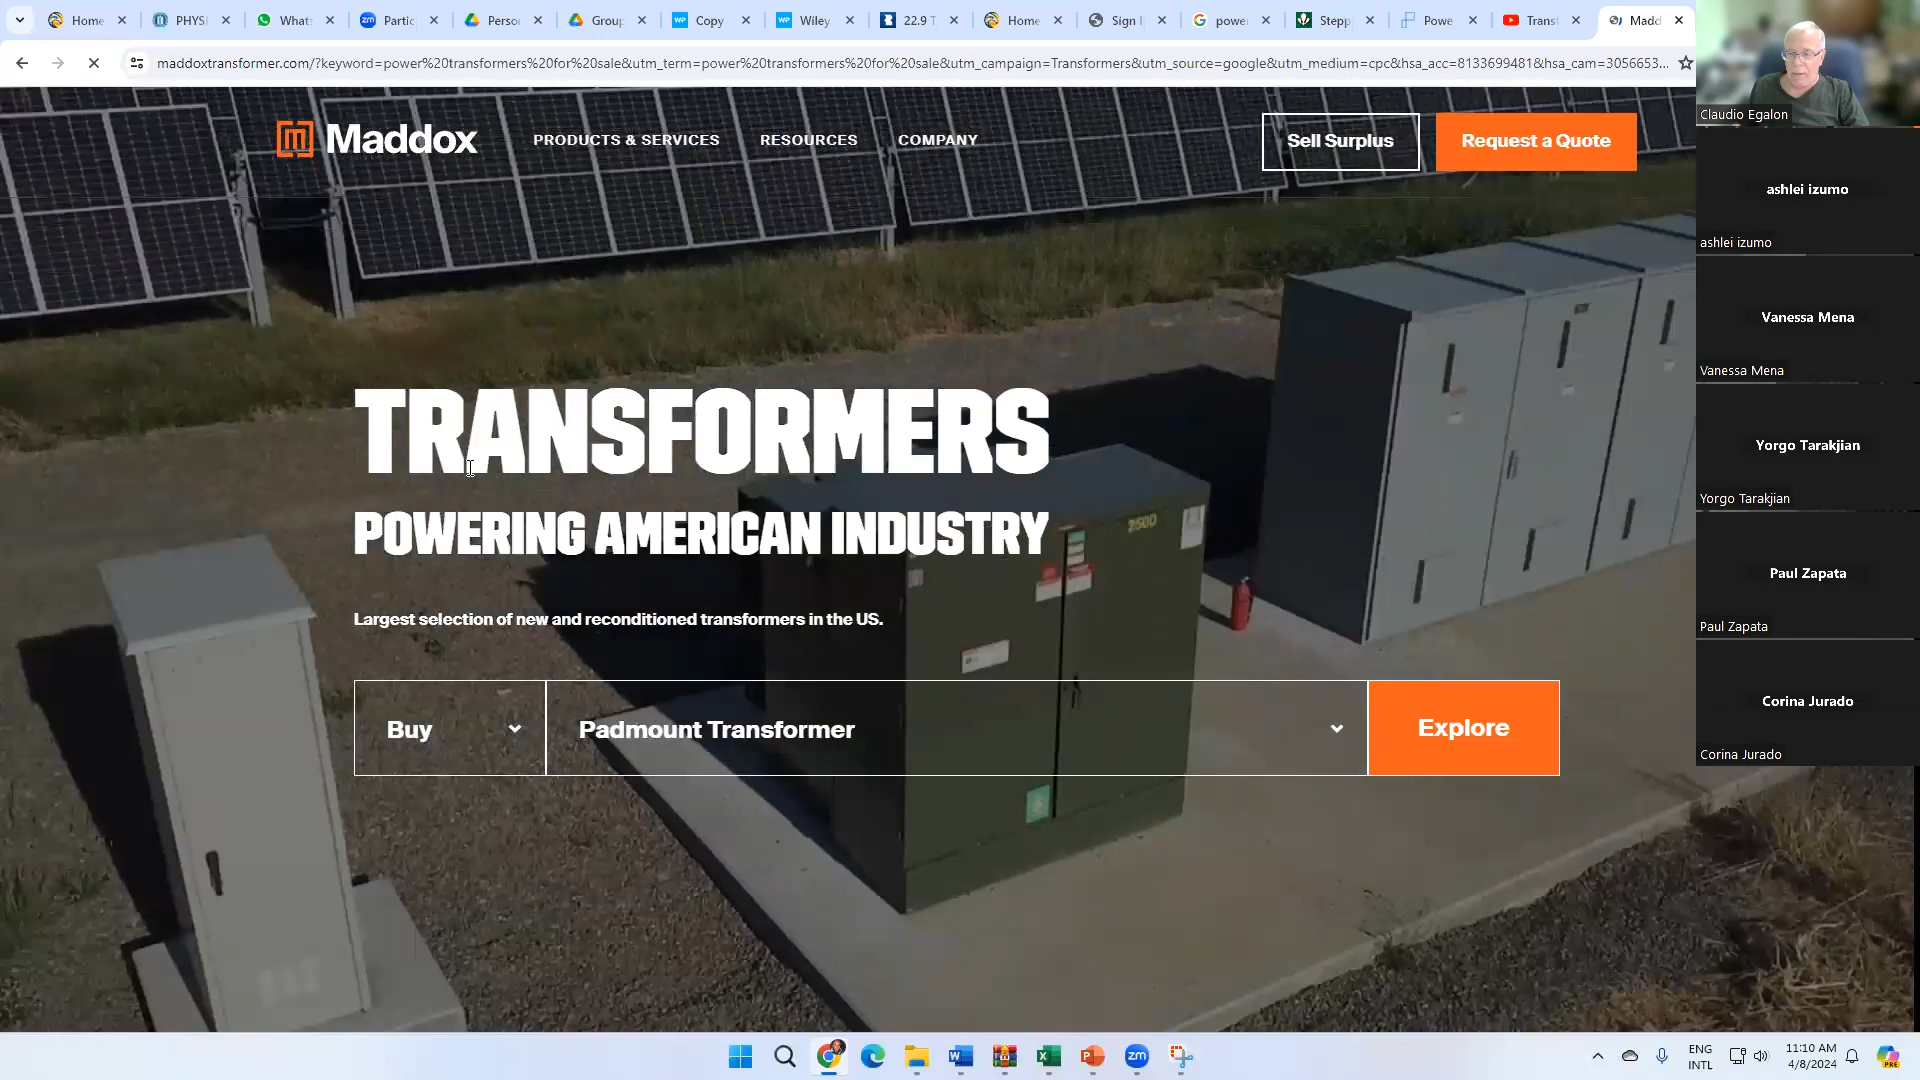 Home
PHYSI
What:
Partic
Perso
Group
Copy
Wiley
22.9 T
Home
Sign I
powe
Stepp
Powe
Transf
Madd
maddoxtransformer.com/?keyword=power%20transformers%20for%20sale&utm_term=power%20transformers%20for%20sale&utm_campaign=Transformers&utm_source=google&utm_medium=cpc&hsa_acc=8133699481&hsa_cam=3056653...
Maddox
PRODUCTS & SERVICES
RESOURCES
COMPANY
Sell Surplus
Request a Quote
TRANSFORMERS
POWERING AMERICAN INDUSTRY
Largest selection of new and reconditioned transformers in the US.
Buy
Padmount Transformer
Explore
2500
Claudio Egalon
ashlei izumo
ashlei izumo
Vanessa Mena
Vanessa Mena
Yorgo Tarakjian
Yorgo Tarakjian
Paul Zapata
Paul Zapata
Corina Jurado
Corina Jurado
ENG
INTL
11:10 AM
4/8/2024